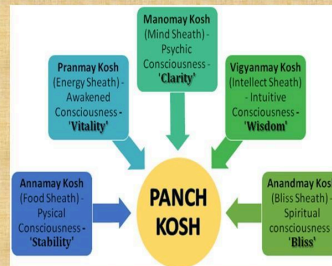 Manomay Kosh
(Mind Sheath) -
Psychic
Consciousness -
'Clarity'
Pranmay Kosh
(Energy Sheath) -
Awakened
Consciousness -
'Vitality'
Vigyanmay Kosh
(Intellect Sheath)
- Intuitive
Consciousness -
'Wisdom'
Annamay Kosh
(Food Sheath) -
Pysical
Consciousness -
'Stability'
PANCH
KOSH
Anandmay Kosh
(Bliss Sheath) -
Spiritual
consciousness -
'Bliss'